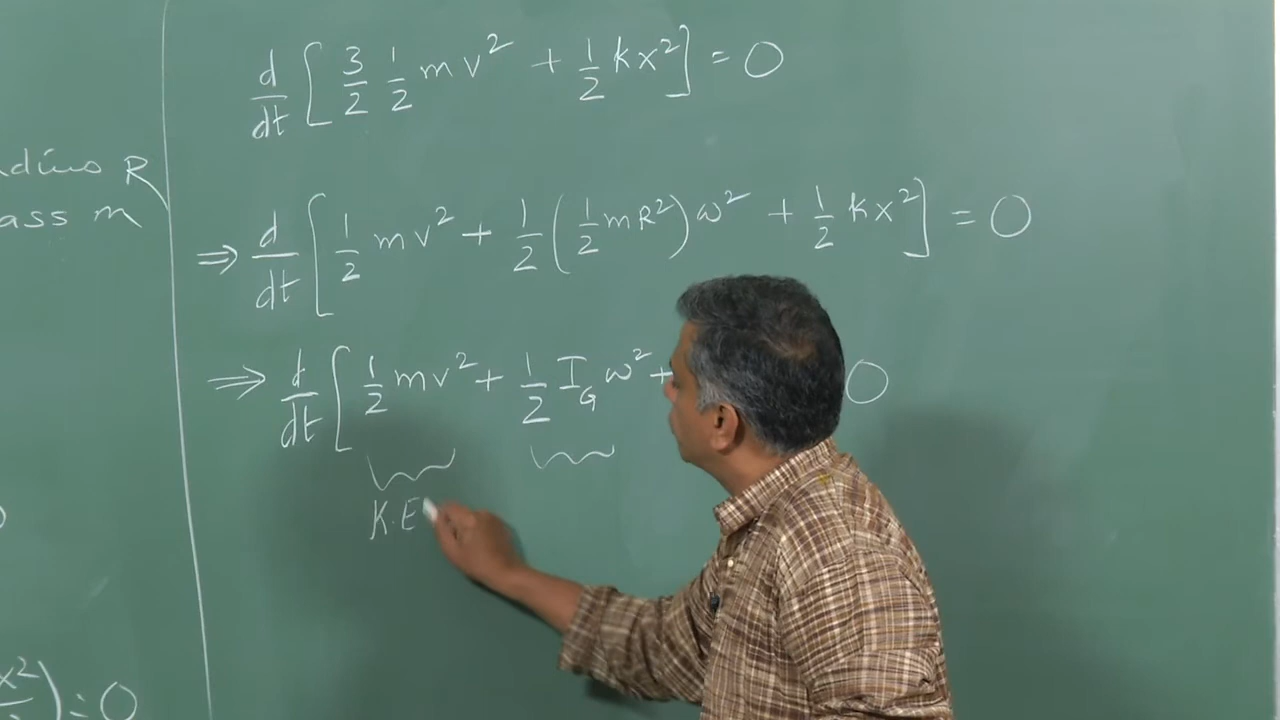 d/dt [ 3/2 1/2 mv² + 1/2 kx² ] = 0
adius R
ass m
⇒ d/dt [ 1/2 mv² + 1/2 (1/2 mR²) ω² + 1/2 kx² ] = 0
⇒ d/dt [ 1/2 mv² + 1/2 I_G ω² + 0
K.E
x² ) = 0